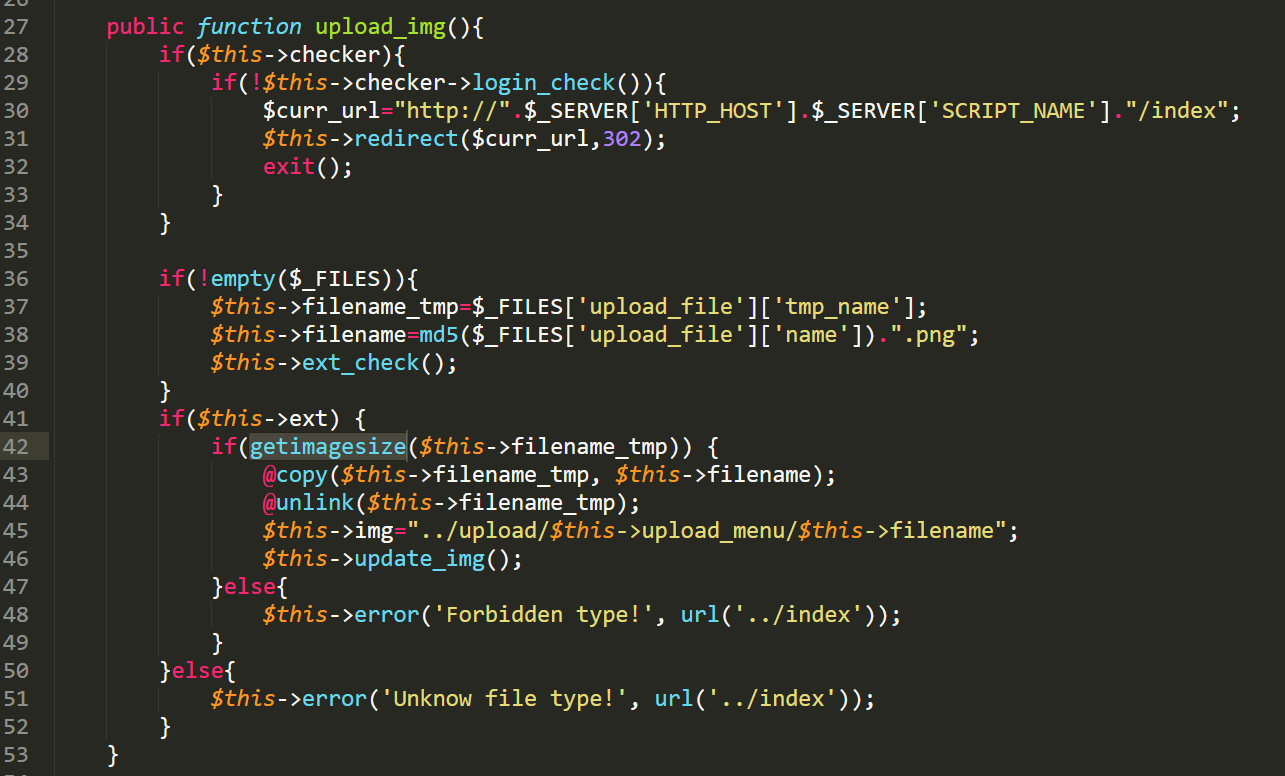 27 public function upload_img(){
28 if($this->checker){
29 if(!$this->checker->login_check()){
30 $curr_url="http://".$_SERVER['HTTP_HOST'].$_SERVER['SCRIPT_NAME']."/index";
31 $this->redirect($curr_url,302);
32 exit();
33 }
34 }
35
36 if(!empty($_FILES)){
37 $this->filename_tmp=$_FILES['upload_file']['tmp_name'];
38 $this->filename=md5($_FILES['upload_file']['name']).".png";
39 $this->ext_check();
40 }
41 if($this->ext) {
42 if(getimagesize($this->filename_tmp)) {
43 @copy($this->filename_tmp, $this->filename);
44 @unlink($this->filename_tmp);
45 $this->img="../upload/$this->upload_menu/$this->filename";
46 $this->update_img();
47 }else{
48 $this->error('Forbidden type!', url('../index'));
49 }
50 }else{
51 $this->error('Unknow file type!', url('../index'));
52 }
53 }